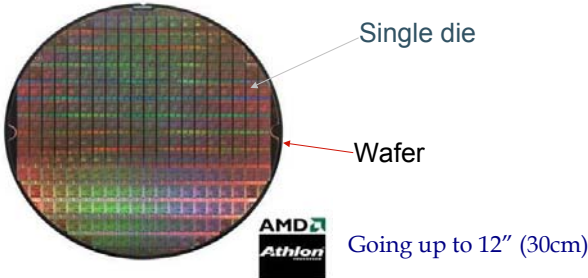 Single die
Wafer
AMD
Athlon
Going up to 12” (30cm)